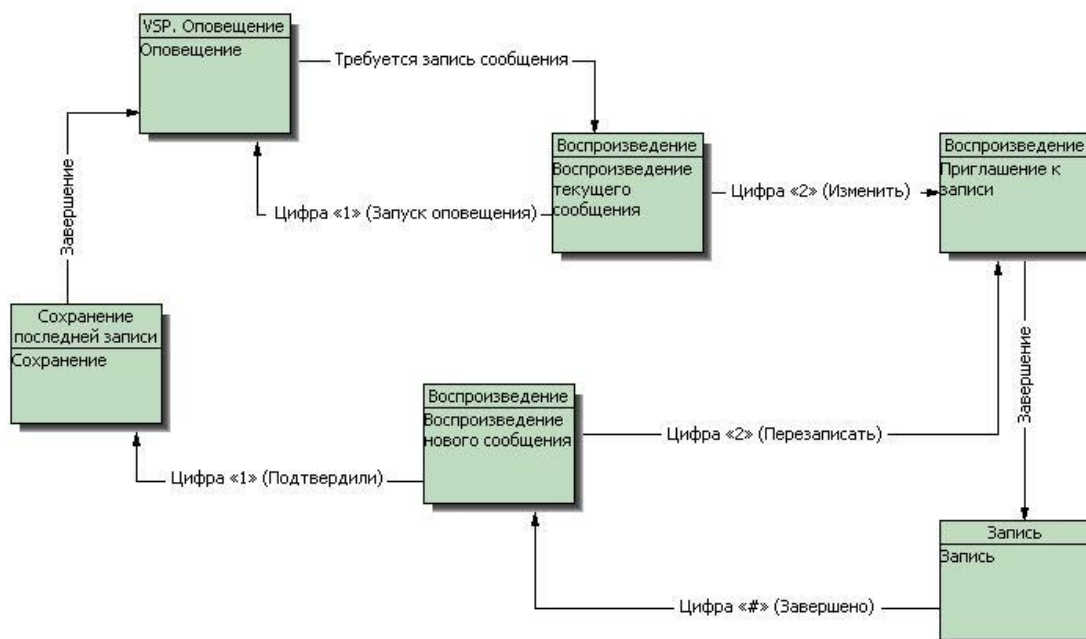 VSP. Оповещение
Оповещение
Требуется запись сообщения
Воспроизведение
Воспроизведение
текущего
сообщения
Цифра «1» (Запуск оповещения)
Цифра «2» (Изменить)
Воспроизведение
Приглашение к
записи
Завершение
Сохранение
последней записи
Сохранение
Завершение
Воспроизведение
Воспроизведение
нового сообщения
Цифра «2» (Перезаписать)
Цифра «1» (Подтвердили)
Запись
Запись
Цифра «#» (Завершено)